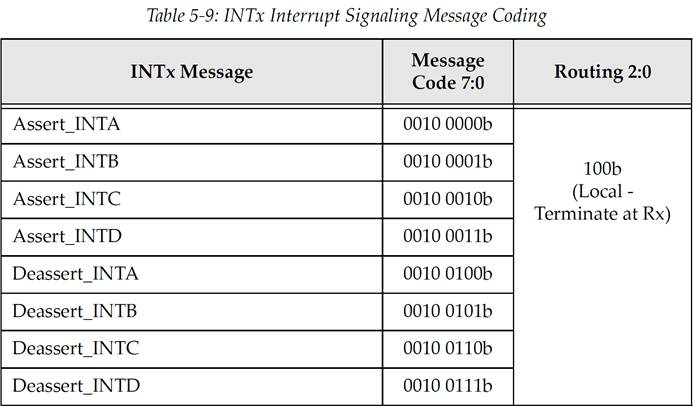 Table 5-9: INTx Interrupt Signaling Message Coding
INTx Message
Message
Code 7:0
Routing 2:0
Assert_INTA
0010 0000b
100b
(Local -
Terminate at Rx)
Assert_INTB
0010 0001b
Assert_INTC
0010 0010b
Assert_INTD
0010 0011b
Deassert_INTA
0010 0100b
Deassert_INTB
0010 0101b
Deassert_INTC
0010 0110b
Deassert_INTD
0010 0111b